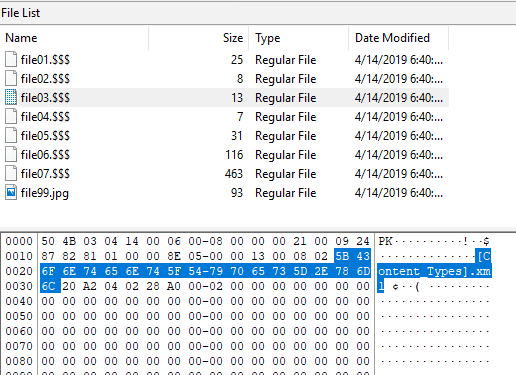 File List
Name Size Type Date Modified
file01.$$$ 25 Regular File 4/14/2019 6:40:...
file02.$$$ 8 Regular File 4/14/2019 6:40:...
file03.$$$ 13 Regular File 4/14/2019 6:40:...
file04.$$$ 7 Regular File 4/14/2019 6:40:...
file05.$$$ 31 Regular File 4/14/2019 6:40:...
file06.$$$ 116 Regular File 4/14/2019 6:40:...
file07.$$$ 463 Regular File 4/14/2019 6:40:...
file99.jpg 93 Regular File 4/14/2019 6:40:...
0000 50 4B 03 04 14 00 06 00-08 00 00 00 21 00 09 24 PK··········!··$
0010 87 82 81 01 00 00 8E 05-00 00 13 00 08 02 5B 43 ··············[C
0020 6F 6E 74 65 6E 74 5F 54-79 70 65 73 5D 2E 78 6D ontent_Types].xm
0030 6C 20 A2 04 02 28 A0 00-02 00 00 00 00 00 00 00 l ¢··( ·········
0040 00 00 00 00 00 00 00 00-00 00 00 00 00 00 00 00 ················
0050 00 00 00 00 00 00 00 00-00 00 00 00 00 00 00 00 ················
0060 00 00 00 00 00 00 00 00-00 00 00 00 00 00 00 00 ················
0070 00 00 00 00 00 00 00 00-00 00 00 00 00 00 00 00 ················
0080 00 00 00 00 00 00 00 00-00 00 00 00 00 00 00 00 ················